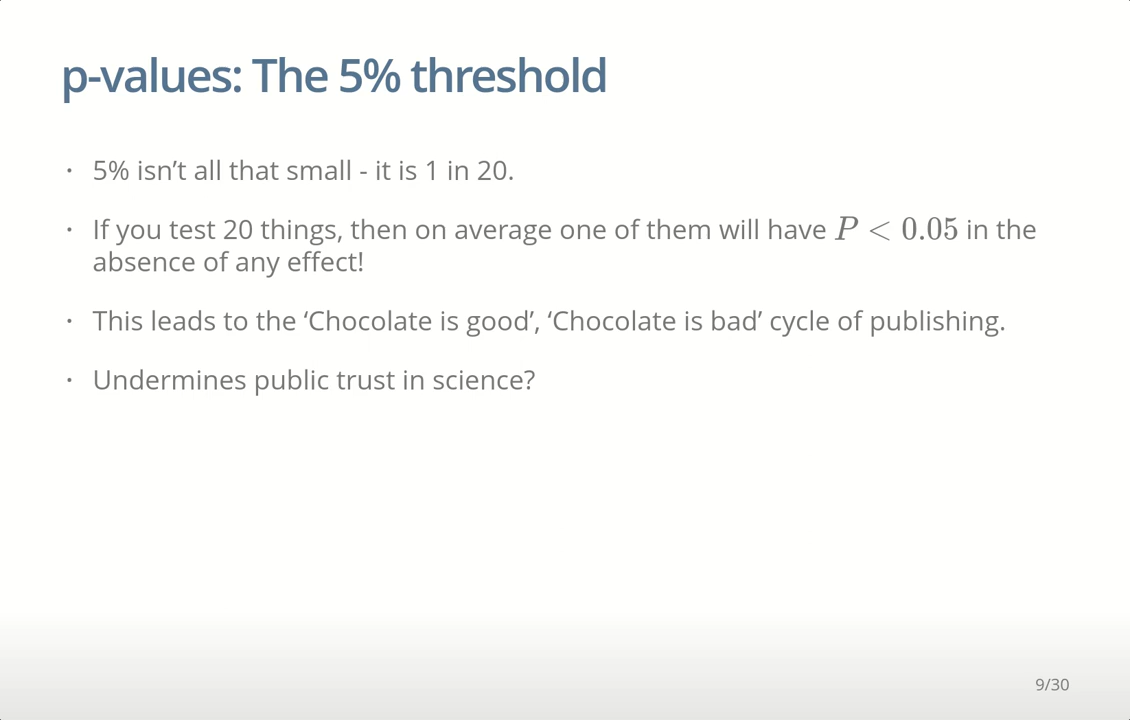 p-values: The 5% threshold
· 5% isn’t all that small - it is 1 in 20.
· If you test 20 things, then on average one of them will have P < 0.05 in the
absence of any effect!
· This leads to the ‘Chocolate is good’, ‘Chocolate is bad’ cycle of publishing.
· Undermines public trust in science?
9/30